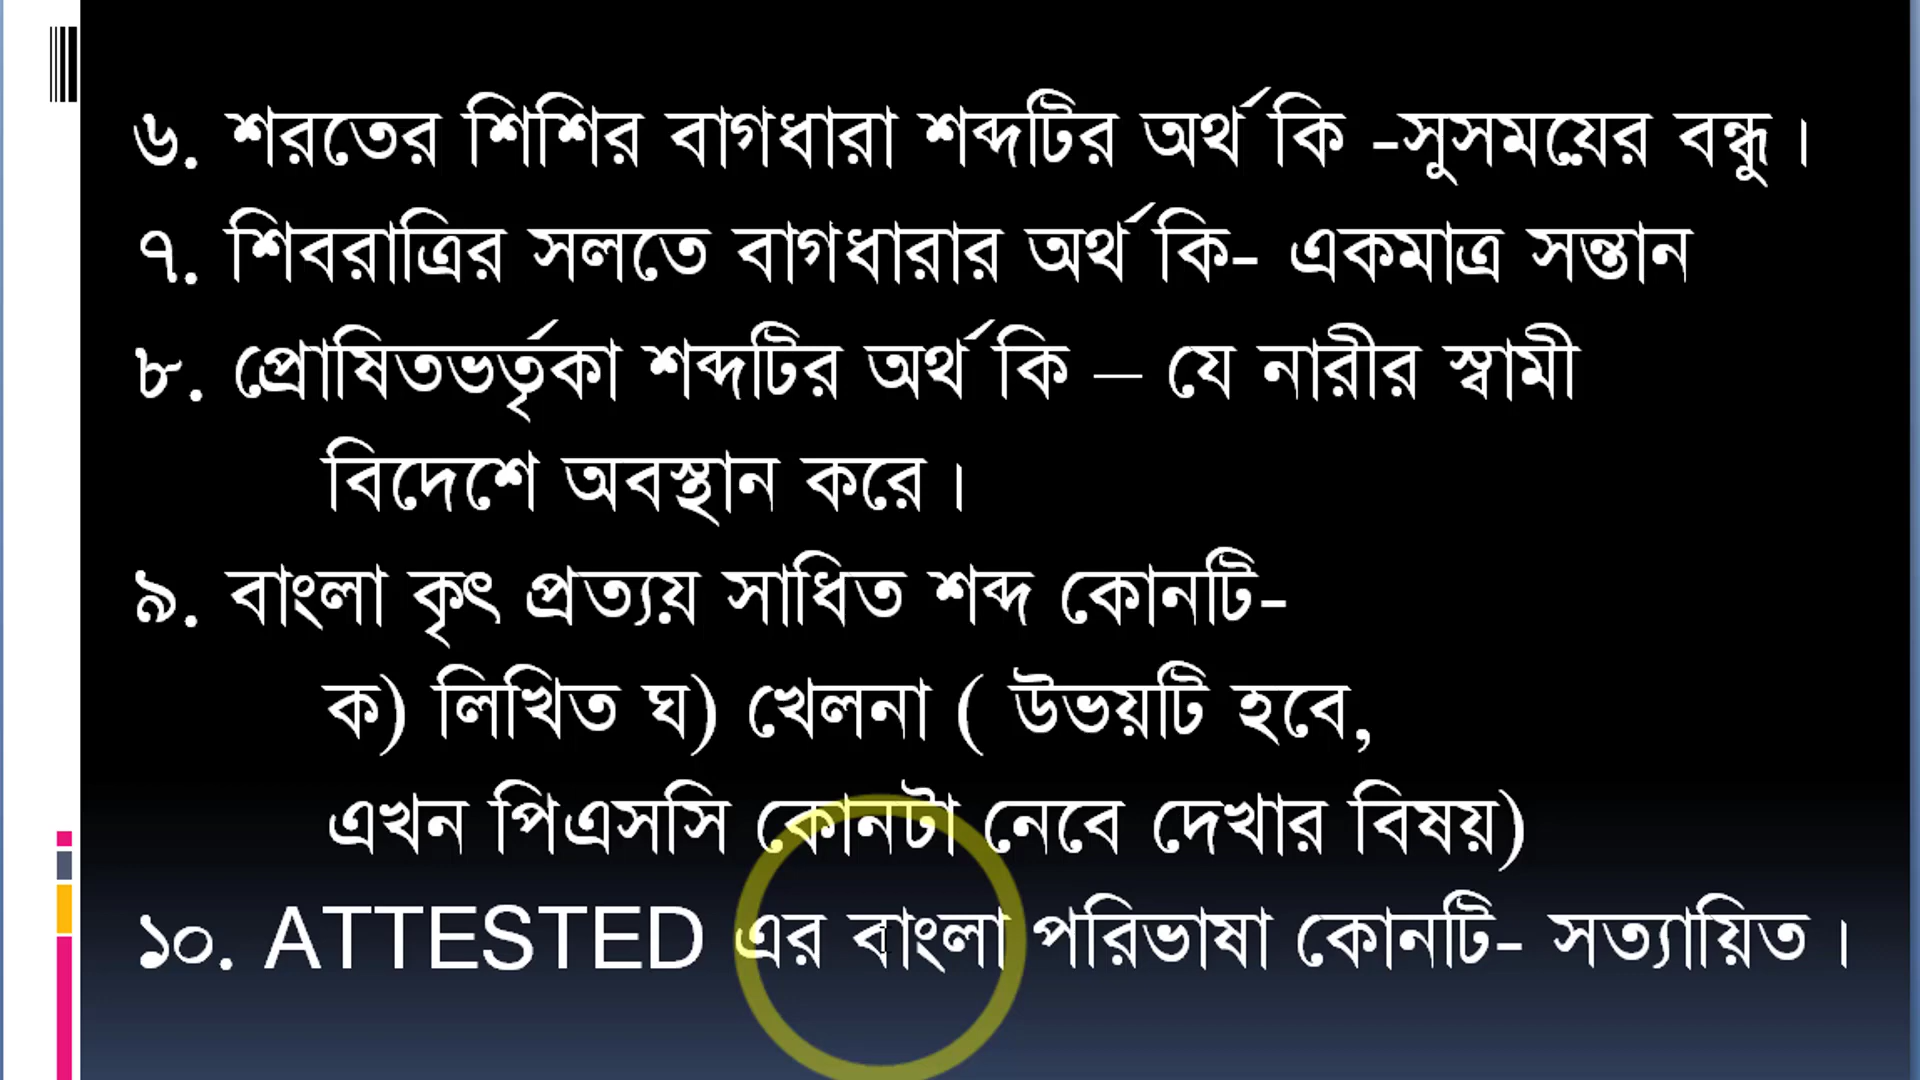 ৬. শরতের শিশির বাগধারা শব্দটির অর্থ কি -সুসময়ের বন্ধু।
৭. শিবরাত্রির সলতে বাগধারার অর্থ কি- একমাত্র সন্তান
৮. প্রোষিতভর্তৃকা শব্দটির অর্থ কি – যে নারীর স্বামী
বিদেশে অবস্থান করে।
৯. বাংলা কৃৎ প্রত্যয় সাধিত শব্দ কোনটি-
ক) লিখিত ঘ) খেলনা ( উভয়টি হবে,
এখন পিএসসি কোনটা নেবে দেখার বিষয়)
১০. ATTESTED এর বাংলা পরিভাষা কোনটি- সত্যায়িত।